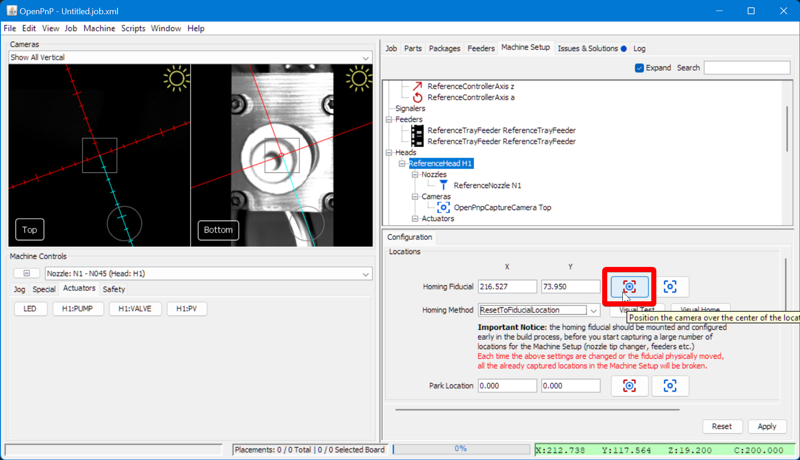 OpenPnP - Untitled.job.xml
File Edit View Job Machine Scripts Window Help
Cameras
Show All Vertical
Top
Bottom
Machine Controls
Nozzle: N1 - N045 (Head: H1)
Jog Special Actuators Safety
LED H1:PUMP H1:VALVE H1:PV
Job Parts Packages Feeders Machine Setup Issues & Solutions Log
Expand Search
ReferenceControllerAxis z
ReferenceControllerAxis a
Signalers
Feeders
ReferenceTrayFeeder ReferenceTrayFeeder
ReferenceTrayFeeder ReferenceTrayFeeder
Heads
ReferenceHead H1
Nozzles
ReferenceNozzle N1
Cameras
OpenPnpCaptureCamera Top
Actuators
Configuration
Locations
X Y
Homing Fiducial 216.527 73.950
Homing Method ResetToFiducialLocation Visual Test Visual Home
Position the camera over the center of the locat
Important Notice: the homing fiducial should be mounted and configured
early in the build process, before you start capturing a large number of
locations for the Machine Setup (nozzle tip changer, feeders etc.)
Each time the above settings are changed or the fiducial physically moved,
all the already captured locations in the Machine Setup will be broken.
Park Location 0.000 0.000
Reset Apply
Placements: 0 / 0 Total | 0 / 0 Selected Board 0% X:212.738 Y:117.564 Z:19.200 C:200.000